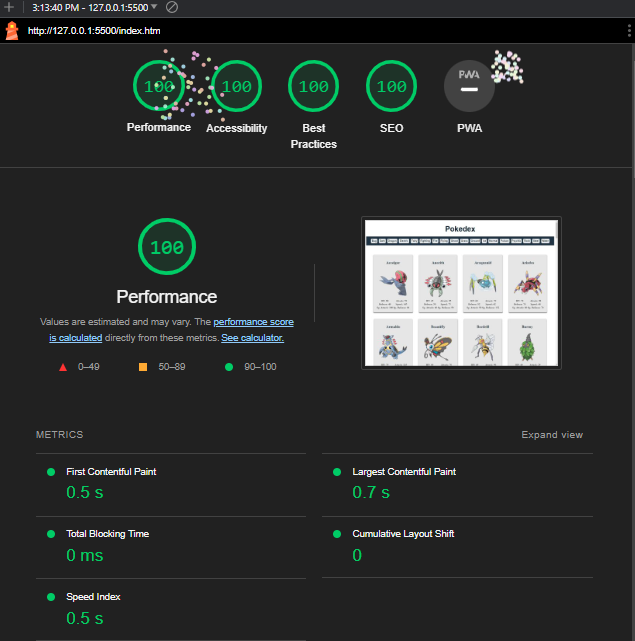 3:13:40 PM - 127.0.0.1:5500
http://127.0.0.1:5500/index.htm
100 100 100 100 PWA
Performance Accessibility Best Practices SEO PWA
100
Performance
Values are estimated and may vary. The performance score
is calculated directly from these metrics. See calculator.
0–49 50–89 90–100
Pokedex
METRICS Expand view
First Contentful Paint
0.5 s
Largest Contentful Paint
0.7 s
Total Blocking Time
0 ms
Cumulative Layout Shift
0
Speed Index
0.5 s